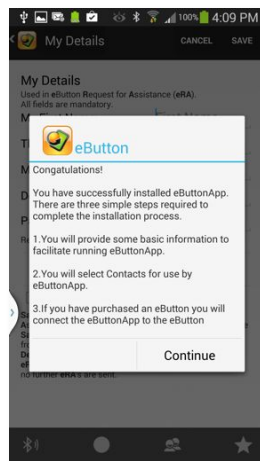 100% 4:09 PM
My Details CANCEL SAVE
My Details
Used in eButton Request for Assistance (eRA).
All fields are mandatory.
eButton
Congatulations!
You have successfully installed eButtonApp.
There are three simple steps required to
complete the installation process.
1.You will provide some basic information to
facilitate running eButtonApp.
2.You will select Contacts for use by
eButtonApp.
3.If you have purchased an eButton you will
connect the eButtonApp to the eButton
Continue
no further eRA's are sent.